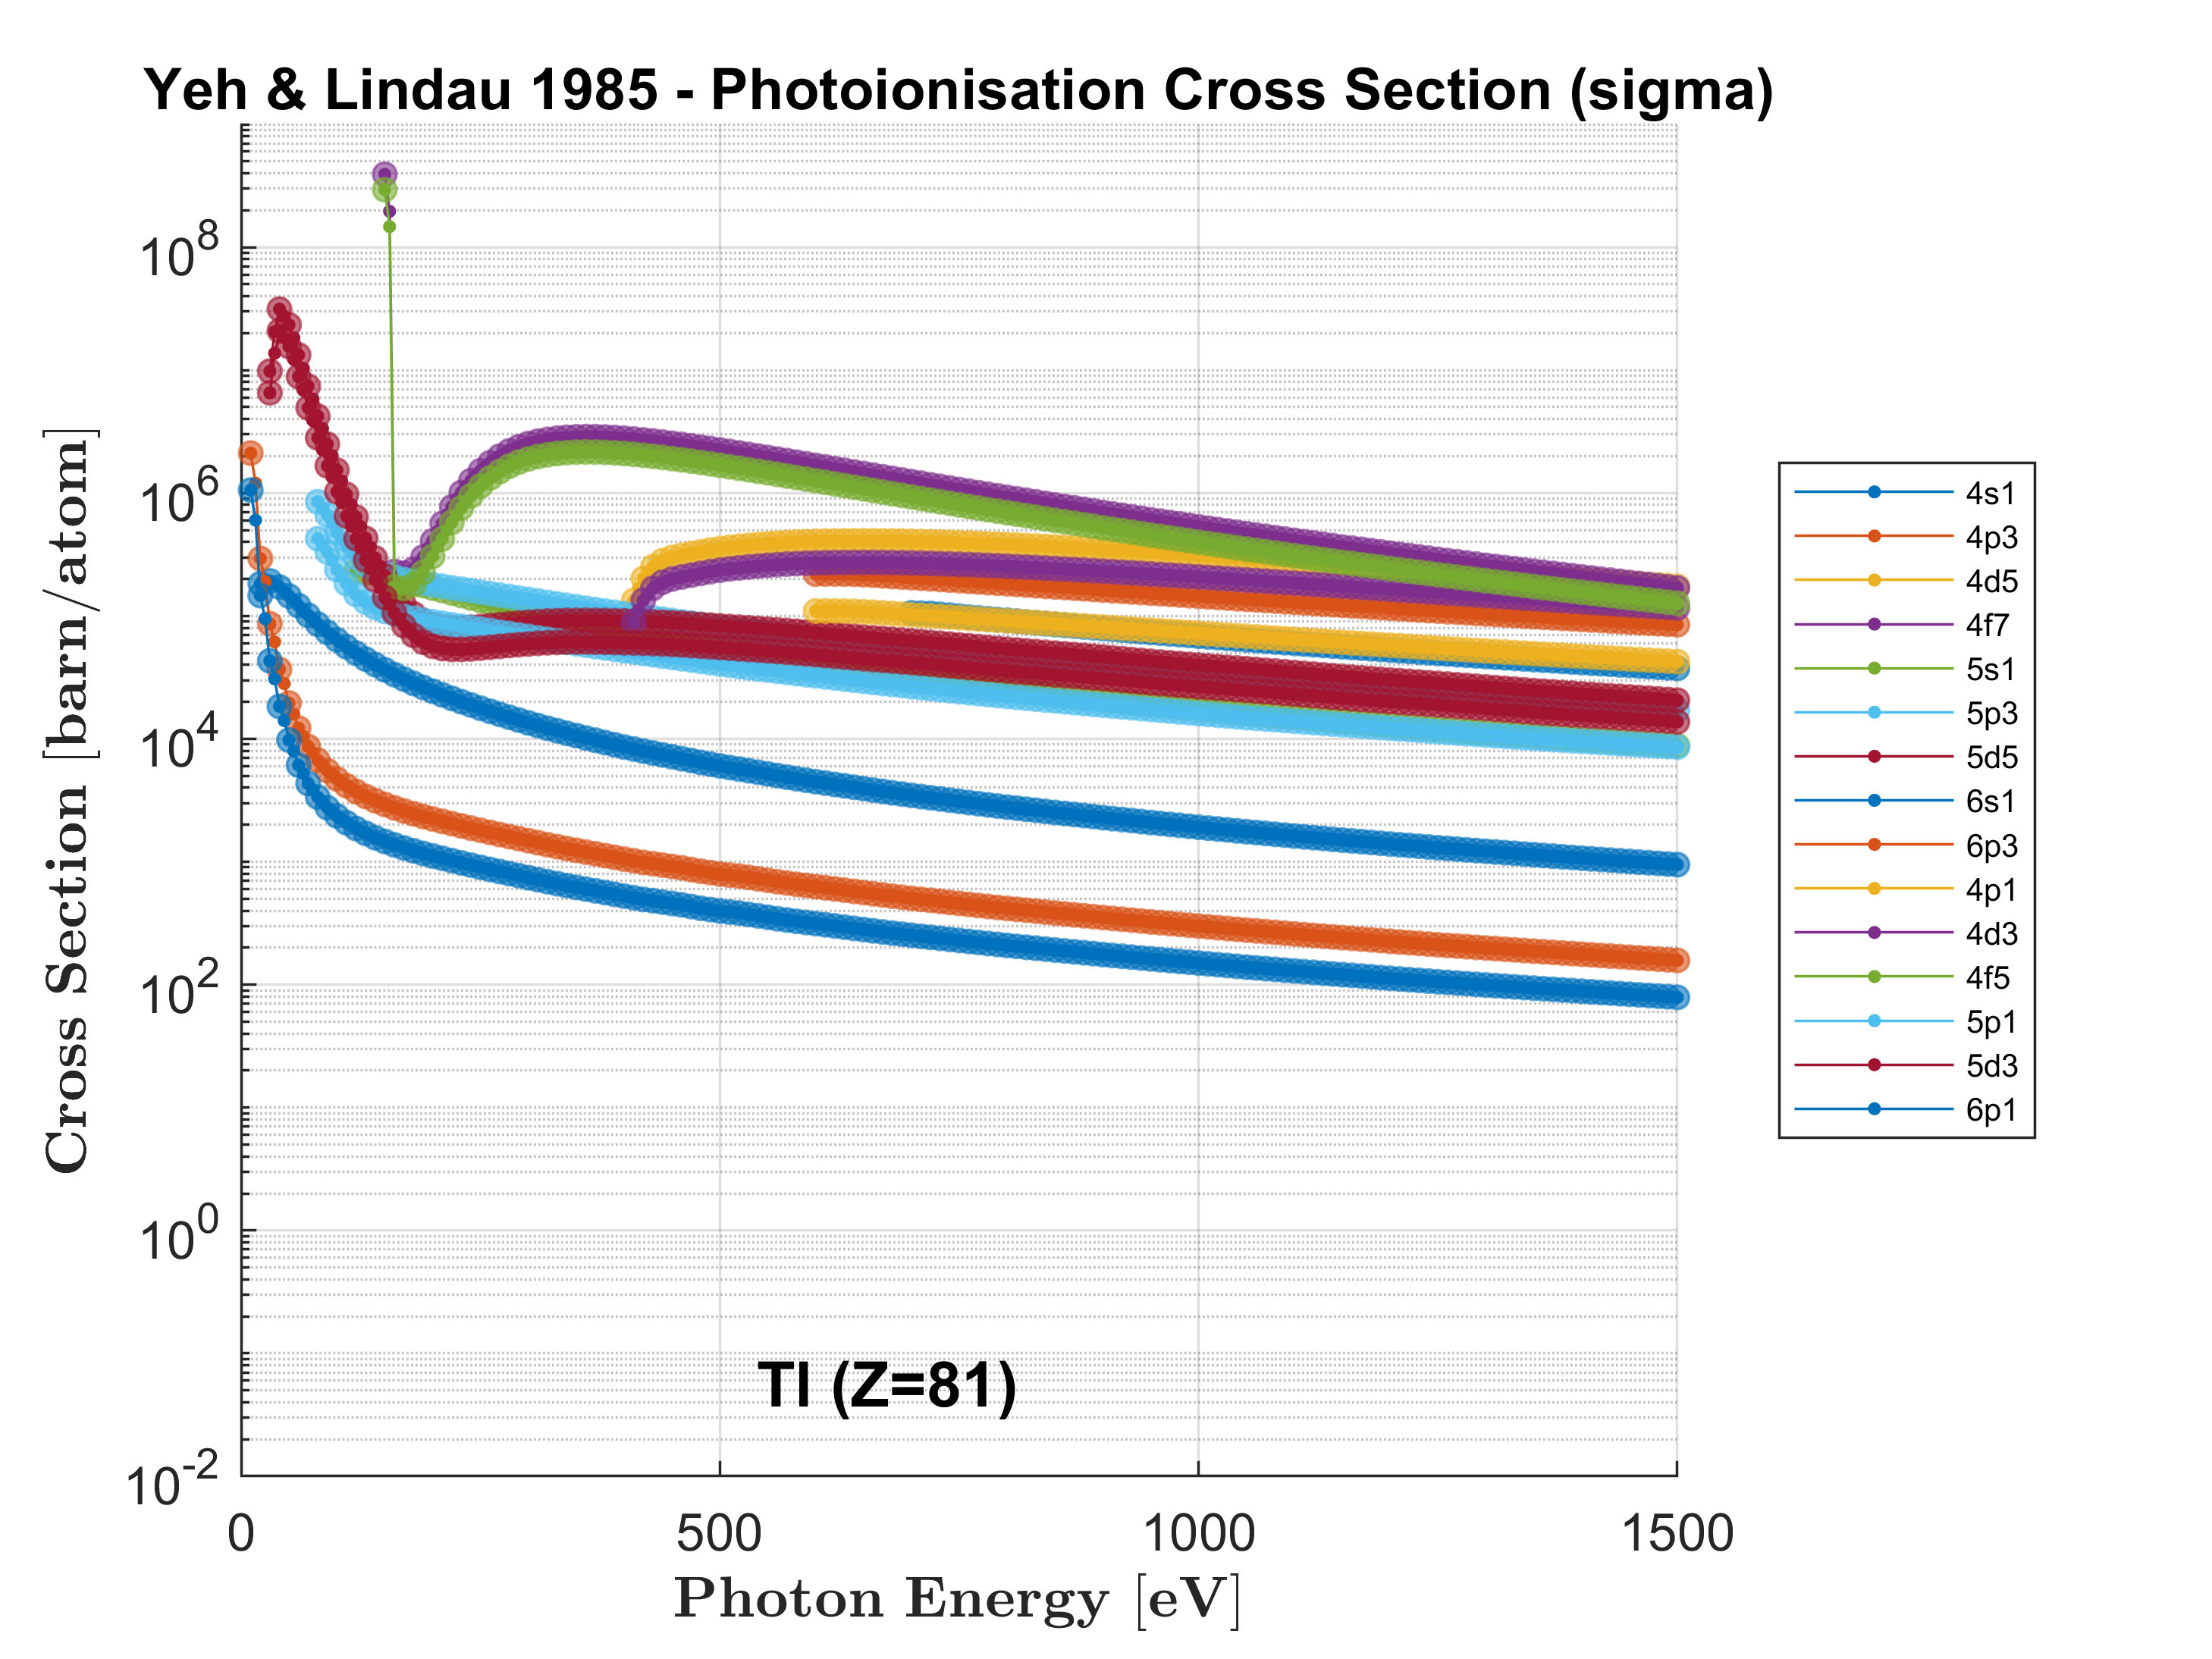 Yeh & Lindau 1985 - Photoionisation Cross Section (sigma)
Cross Section [barn/atom]
10^8
10^6
10^4
10^2
10^0
10^-2
0
500
1000
1500
Photon Energy [eV]
Tl (Z=81)
4s1
4p3
4d5
4f7
5s1
5p3
5d5
6s1
6p3
4p1
4d3
4f5
5p1
5d3
6p1